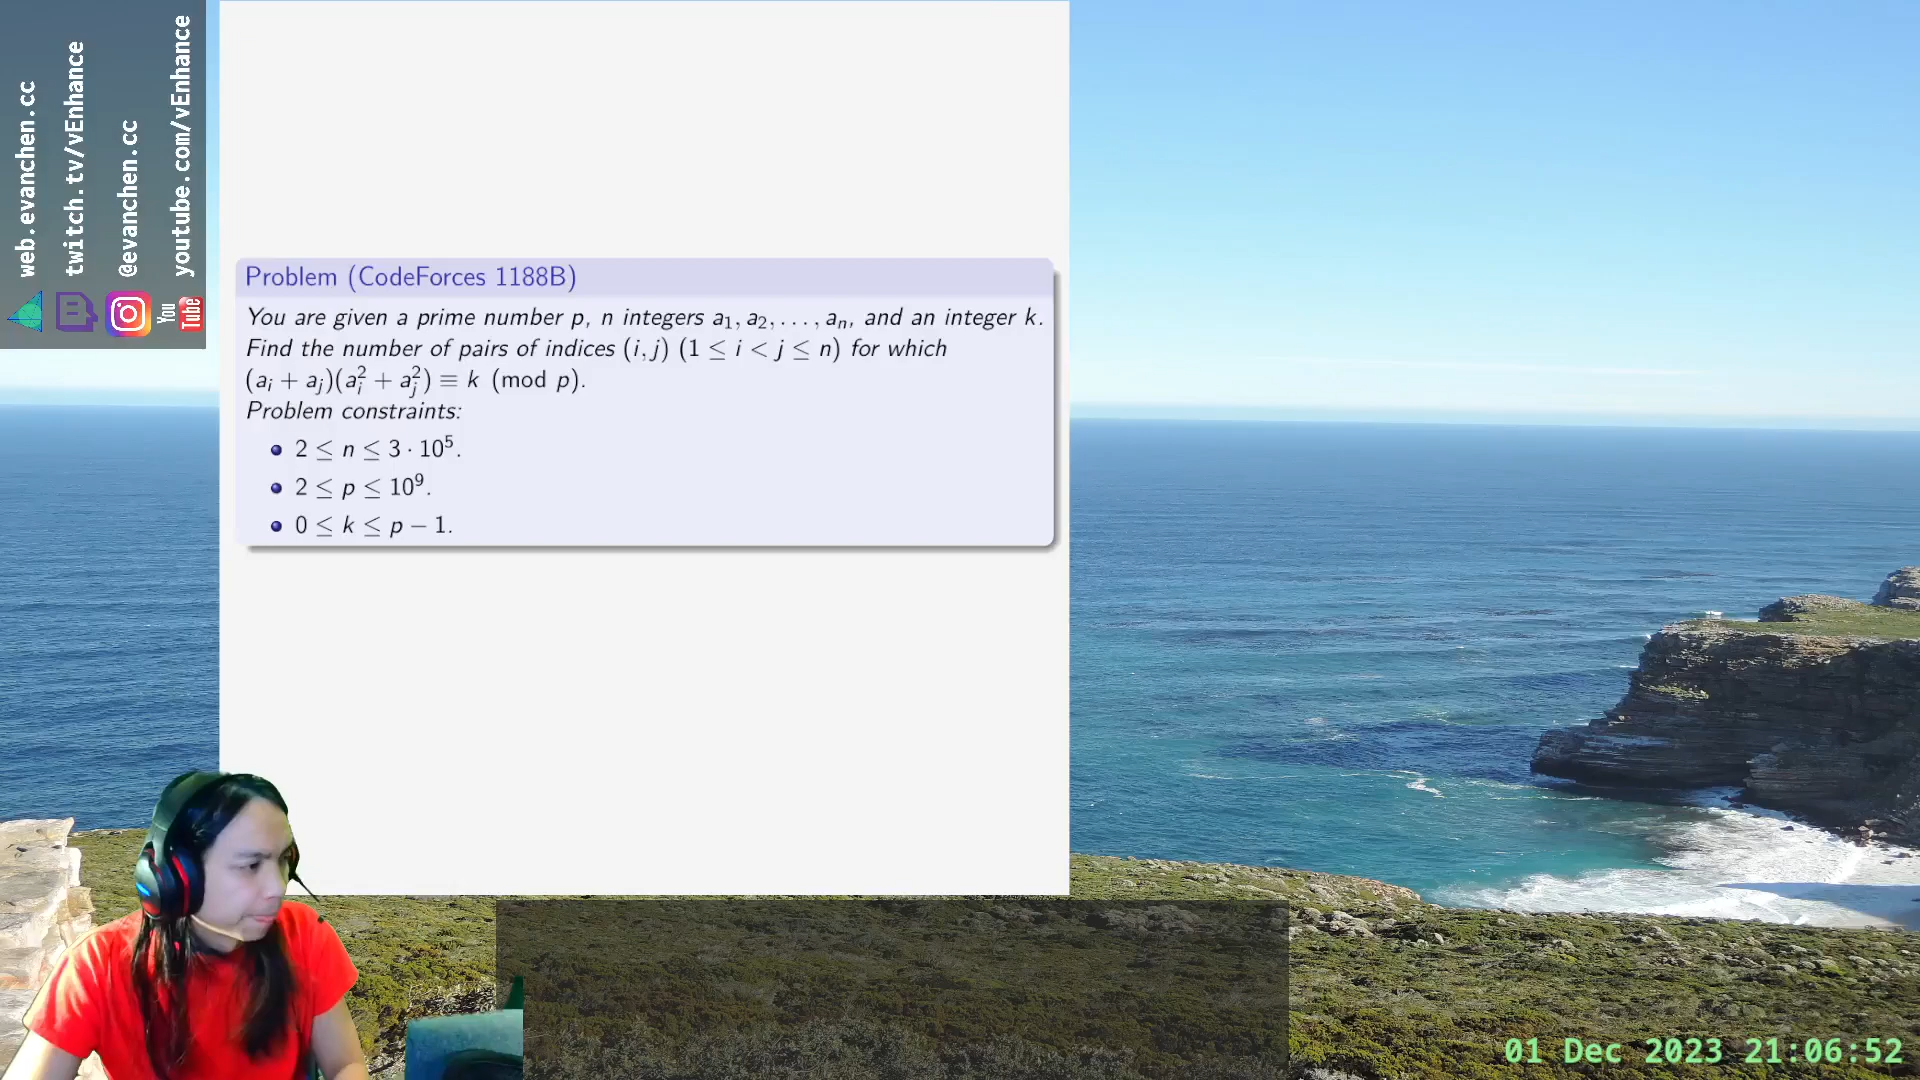 web.evanchen.cc
twitch.tv/vEnhance
@evanchen.cc
youtube.com/vEnhance
You
Tube
Problem (CodeForces 1188B)
You are given a prime number p, n integers a₁, a₂, . . . , aₙ, and an integer k.
Find the number of pairs of indices (i, j) (1 ≤ i < j ≤ n) for which
(aᵢ + aⱼ)(aᵢ² + aⱼ²) ≡ k (mod p).
Problem constraints:
2 ≤ n ≤ 3 · 10⁵.
2 ≤ p ≤ 10⁹.
0 ≤ k ≤ p − 1.
01 Dec 2023 21:06:52